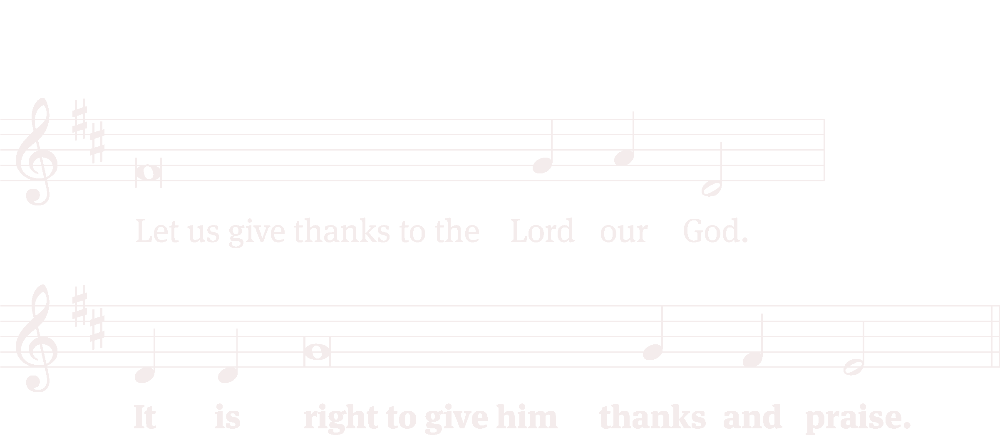 Let us give thanks to the Lord our God.
It is right to give him thanks and praise.